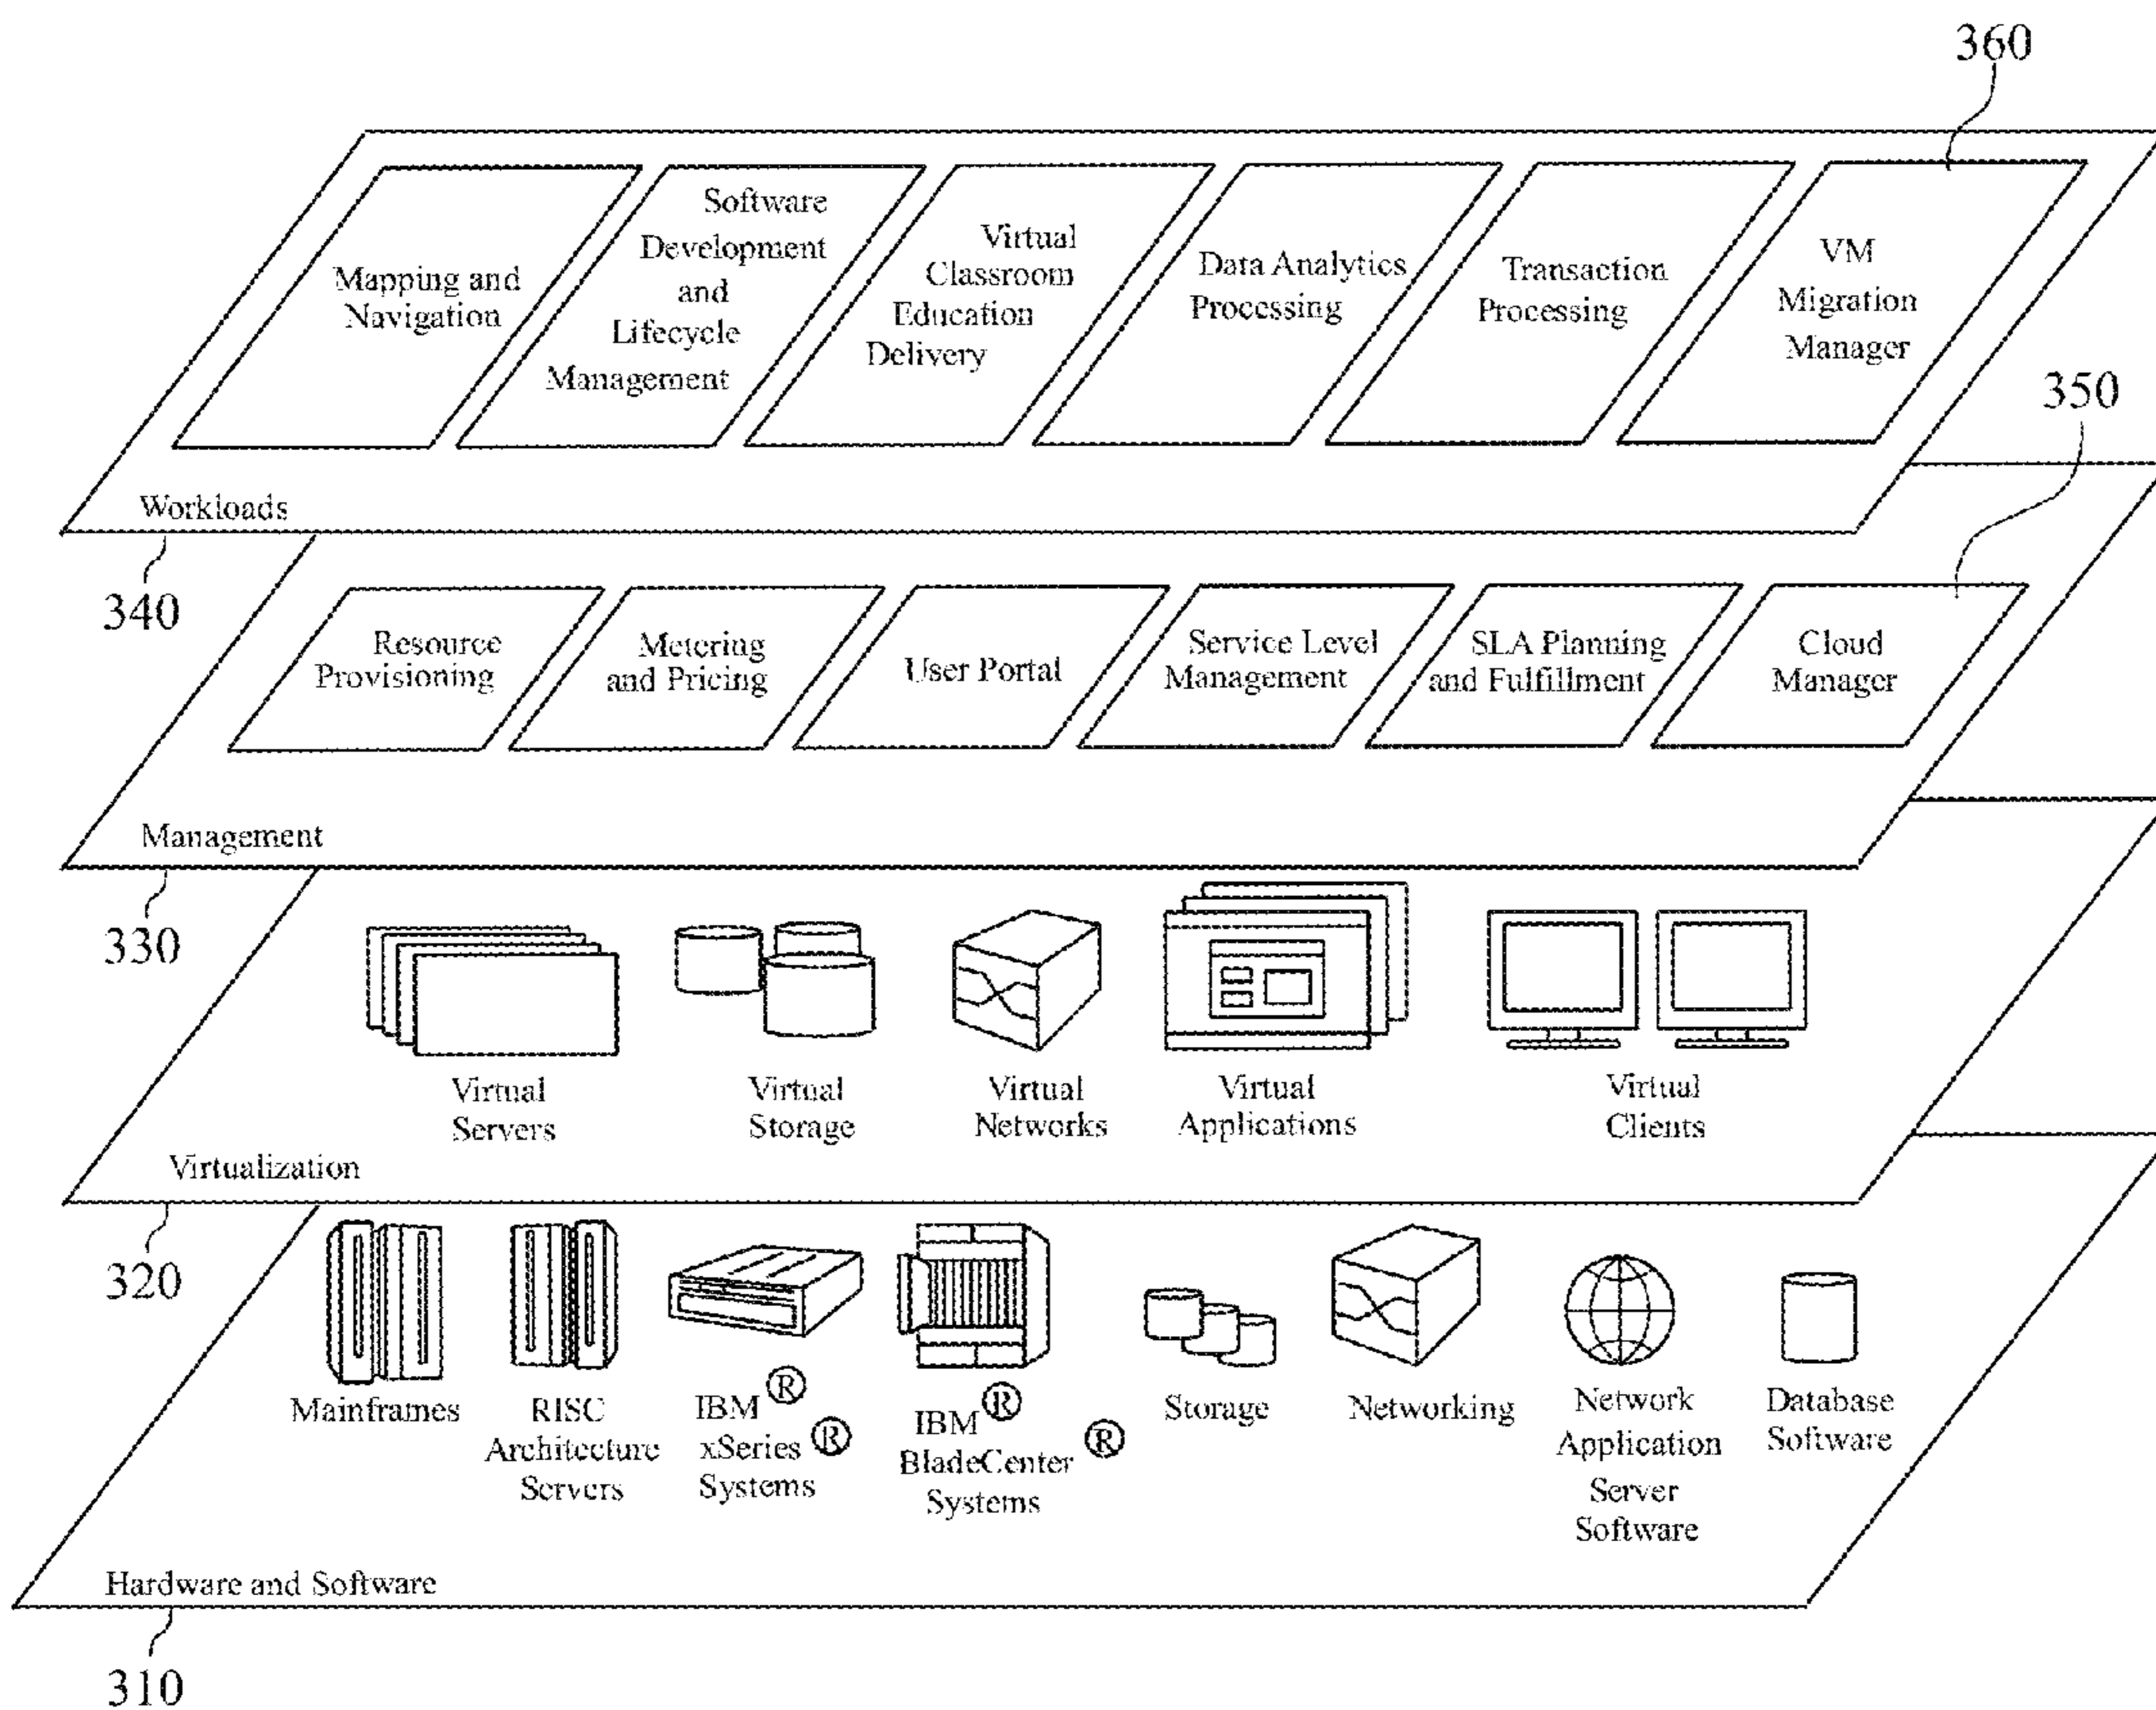 360
Mapping and
Navigation
Software
Development
and
Lifecycle
Management
Virtual
Classroom
Education
Delivery
Data Analytics
Processing
Transaction
Processing
VM
Migration
Manager
350
Workloads
340
Resource
Provisioning
Metering
and Pricing
User Portal
Service Level
Management
SLA Planning
and Fulfillment
Cloud
Manager
Management
330
Virtual
Servers
Virtual
Storage
Virtual
Networks
Virtual
Applications
Virtual
Clients
Virtualization
320
Mainframes
RISC
Architecture
Servers
IBM®
xSeries®
Systems
IBM®
BladeCenter®
Systems
Storage
Networking
Network
Application
Server
Software
Database
Software
Hardware and Software
310